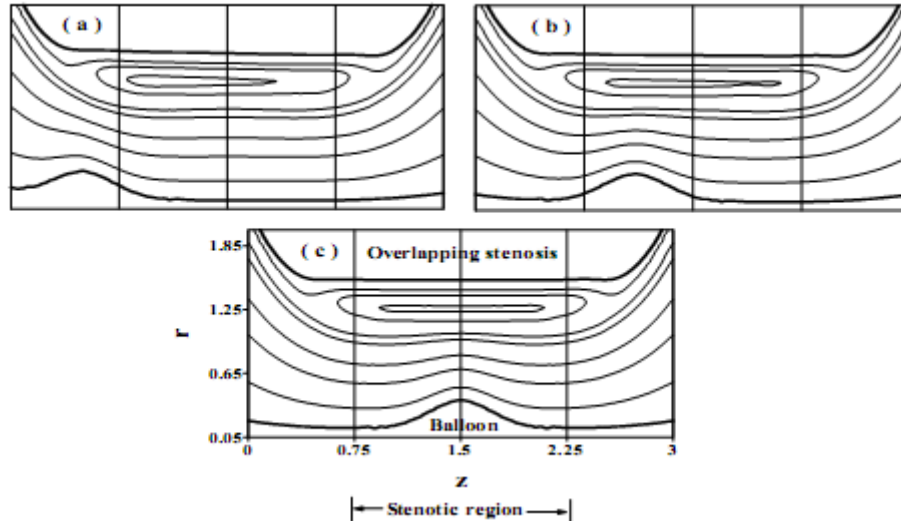 ( a )
( b )
( c )
Overlapping stenosis
1.85
1.25
r
0.65
0.05
Balloon
0
0.75
1.5
2.25
3
z
Stenotic region